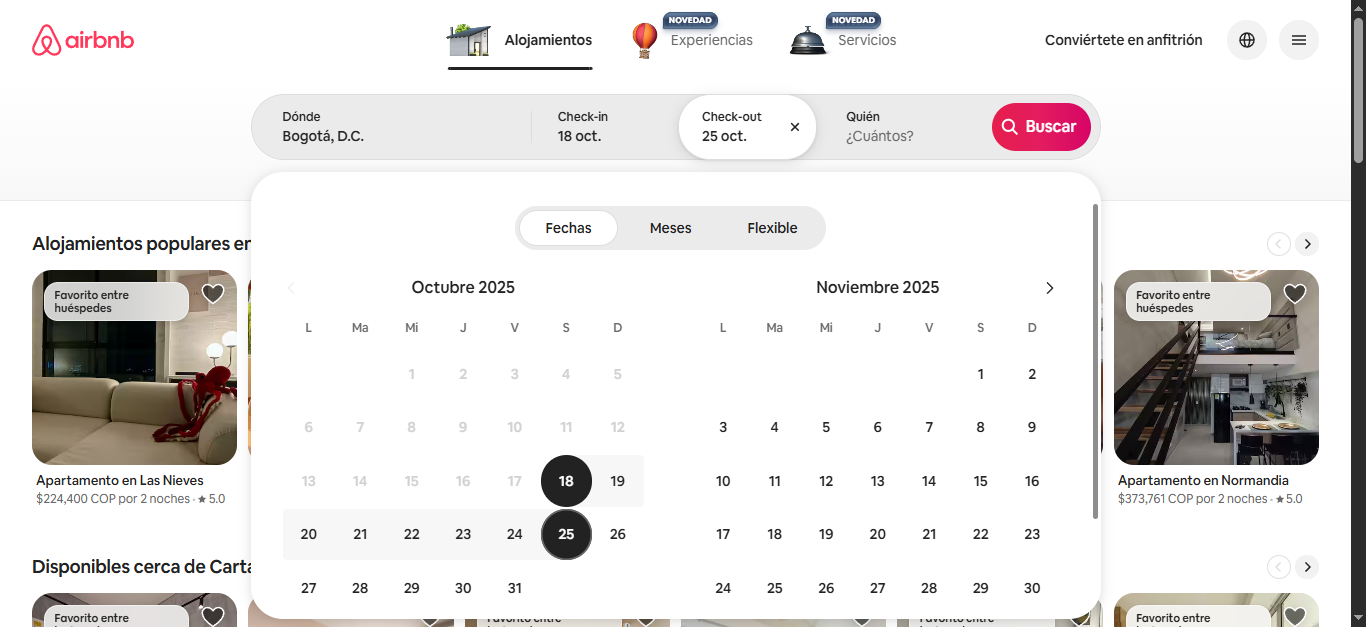 airbnb
Alojamientos
NOVEDAD
Experiencias
NOVEDAD
Servicios
Conviértete en anfitrión
Dónde
Bogotá, D.C.
Check-in
18 oct.
Check-out
25 oct.
Quién
¿Cuántos?
Buscar
Fechas
Meses
Flexible
Octubre 2025
L Ma Mi J V S D
1 2 3 4 5
6 7 8 9 10 11 12
13 14 15 16 17 18 19
20 21 22 23 24 25 26
27 28 29 30 31
Noviembre 2025
L Ma Mi J V S D
1 2
3 4 5 6 7 8 9
10 11 12 13 14 15 16
17 18 19 20 21 22 23
24 25 26 27 28 29 30
Alojamientos populares en
Favorito entre
huéspedes
Apartamento en Las Nieves
$224,400 COP por 2 noches · ★ 5.0
Favorito entre
huéspedes
Apartamento en Normandia
$373,761 COP por 2 noches · ★ 5.0
Disponibles cerca de Carta
Favorito entre
Favorito entre
Favorito entre
Favorito entre